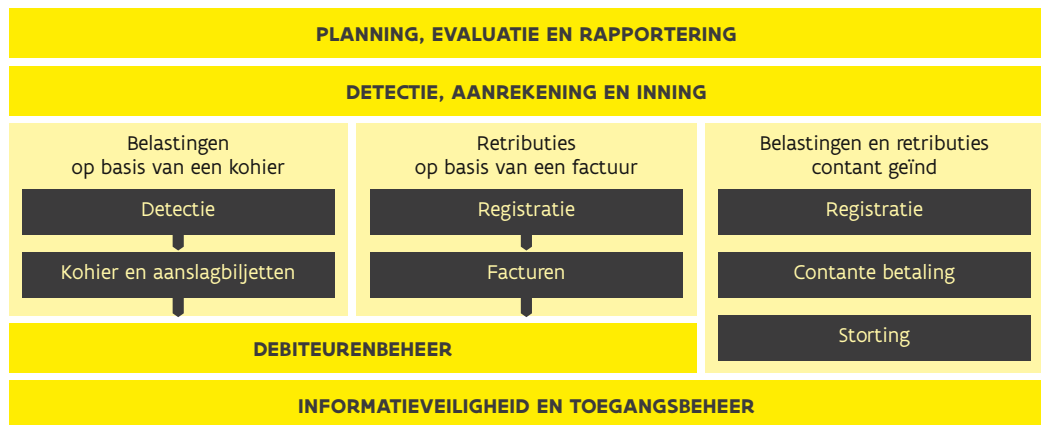 PLANNING, EVALUATIE EN RAPPORTERING
DETECTIE, AANREKENING EN INNING
Belastingen
op basis van een kohier
Detectie
Kohier en aanslagbiljetten
Retributies
op basis van een factuur
Registratie
Facturen
Belastingen en retributies
contant geïnd
Registratie
Contante betaling
Storting
DEBITEURENBEHEER
INFORMATIEVEILIGHEID EN TOEGANGSBEHEER